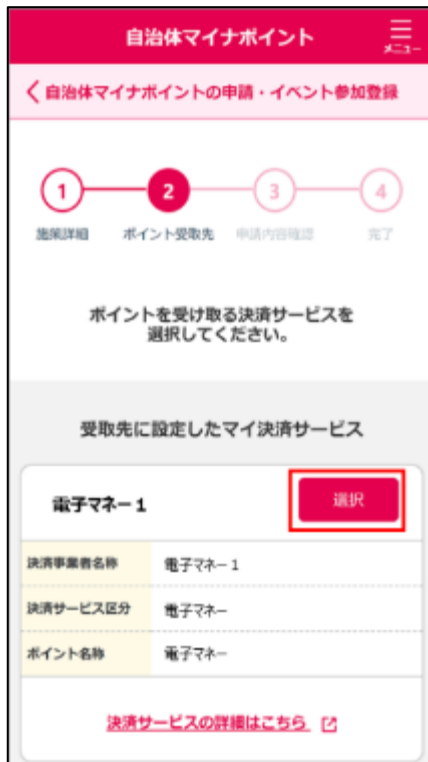 自治体マイナポイント
メニュー
自治体マイナポイントの申請・イベント参加登録
1 2 3 4
施策詳細 ポイント受取先 申請内容確認 完了
ポイントを受け取る決済サービスを
選択してください。
受取先に設定したマイ決済サービス
電子マネー1 選択
決済事業者名称 電子マネー1
決済サービス区分 電子マネー
ポイント名称 電子マネー
決済サービスの詳細はこちら